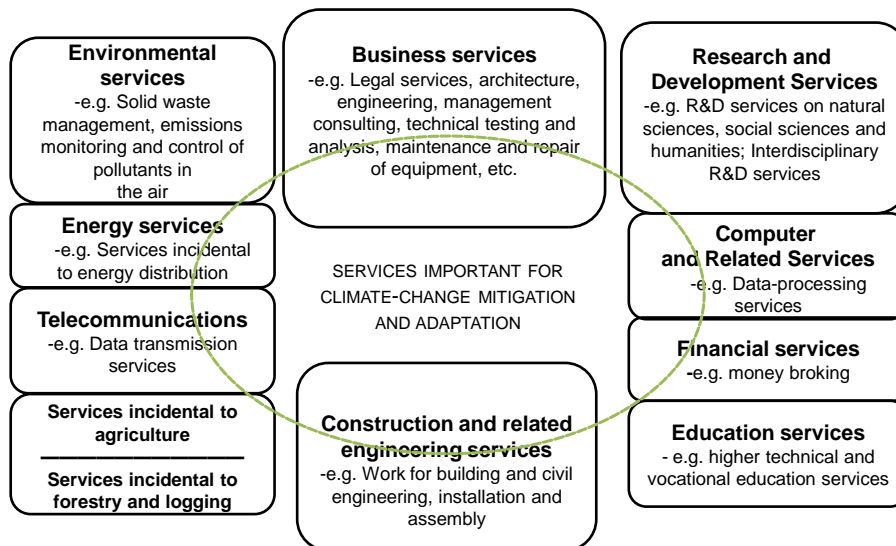 Environmental
services
-e.g. Solid waste
management, emissions
monitoring and control of
pollutants in
the air
Energy services
-e.g. Services incidental
to energy distribution
Telecommunications
-e.g. Data transmission
services
Services incidental to
agriculture
Services incidental to
forestry and logging
Business services
-e.g. Legal services, architecture,
engineering, management
consulting, technical testing and
analysis, maintenance and repair
of equipment, etc.
SERVICES IMPORTANT FOR
CLIMATE-CHANGE MITIGATION
AND ADAPTATION
Construction and related
engineering services
-e.g. Work for building and civil
engineering, installation and
assembly
Research and
Development Services
-e.g. R&D services on natural
sciences, social sciences and
humanities; Interdisciplinary
R&D services
Computer
and Related Services
-e.g. Data-processing
services
Financial services
-e.g. money broking
Education services
- e.g. higher technical and
vocational education services